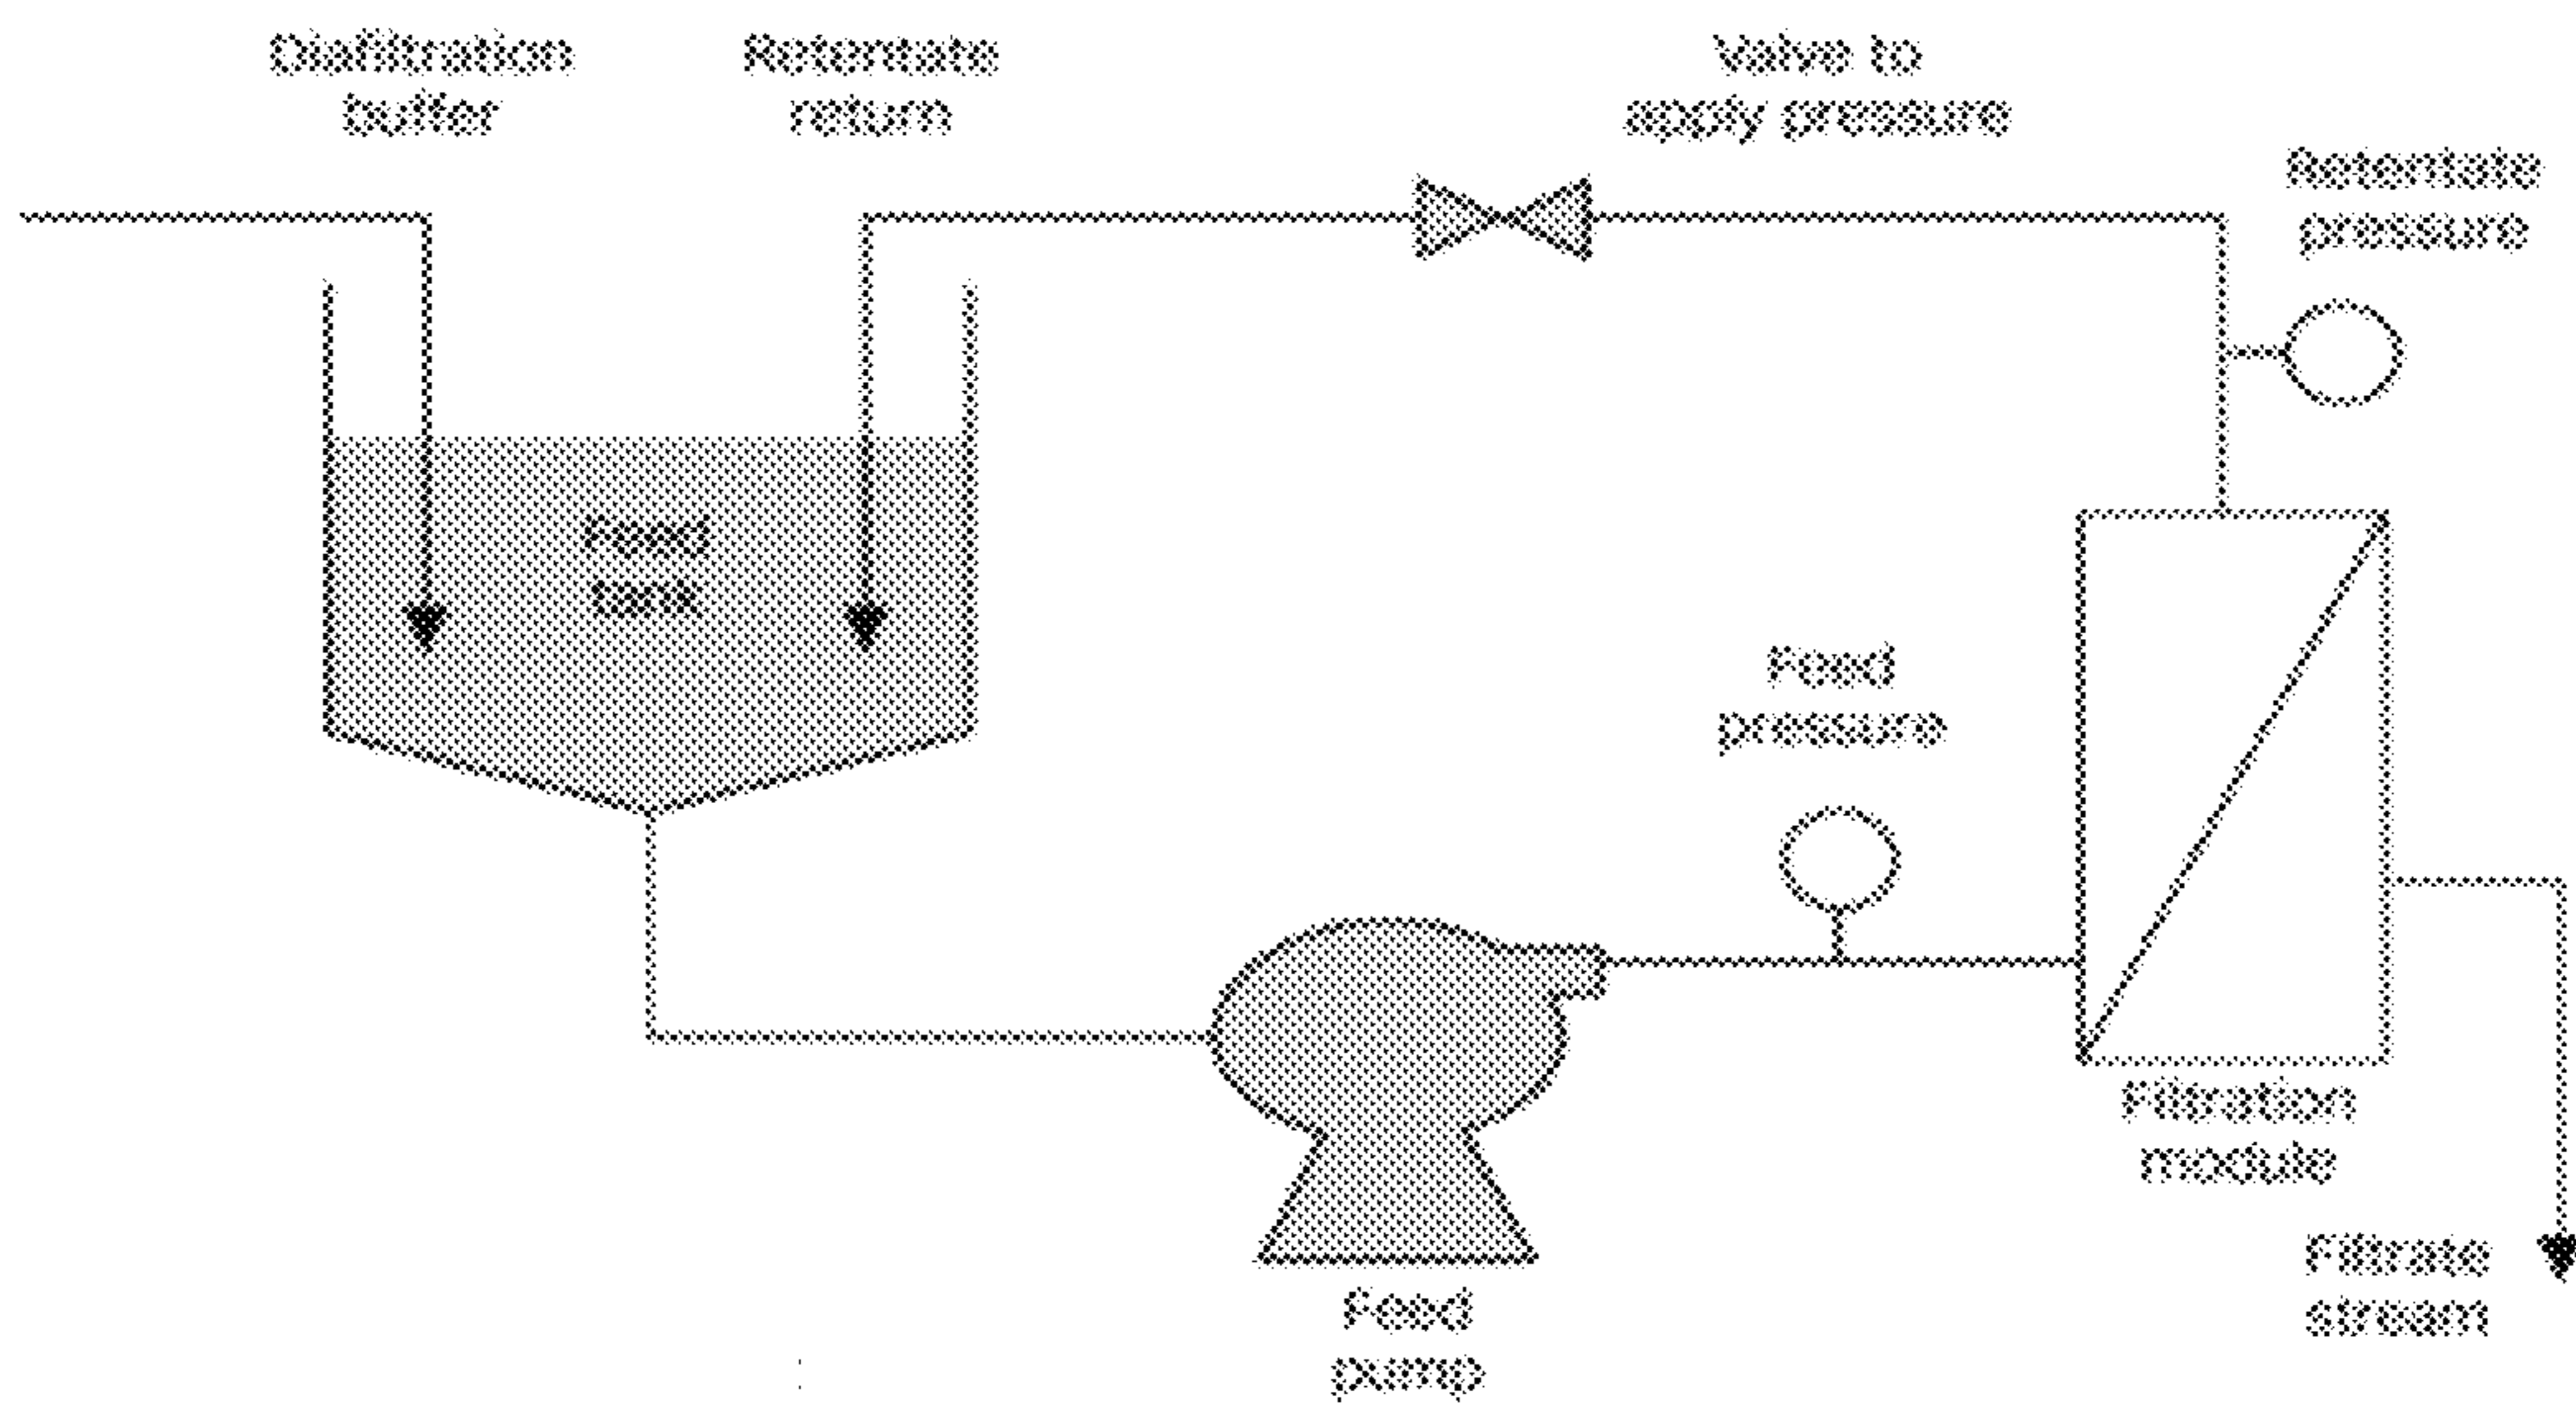 Diafiltration
buffer
Retentate
return
Valve to
apply pressure
Retentate
pressure
Feed
tank
Feed
pressure
Filtration
module
Filtrate
stream
Feed
pump